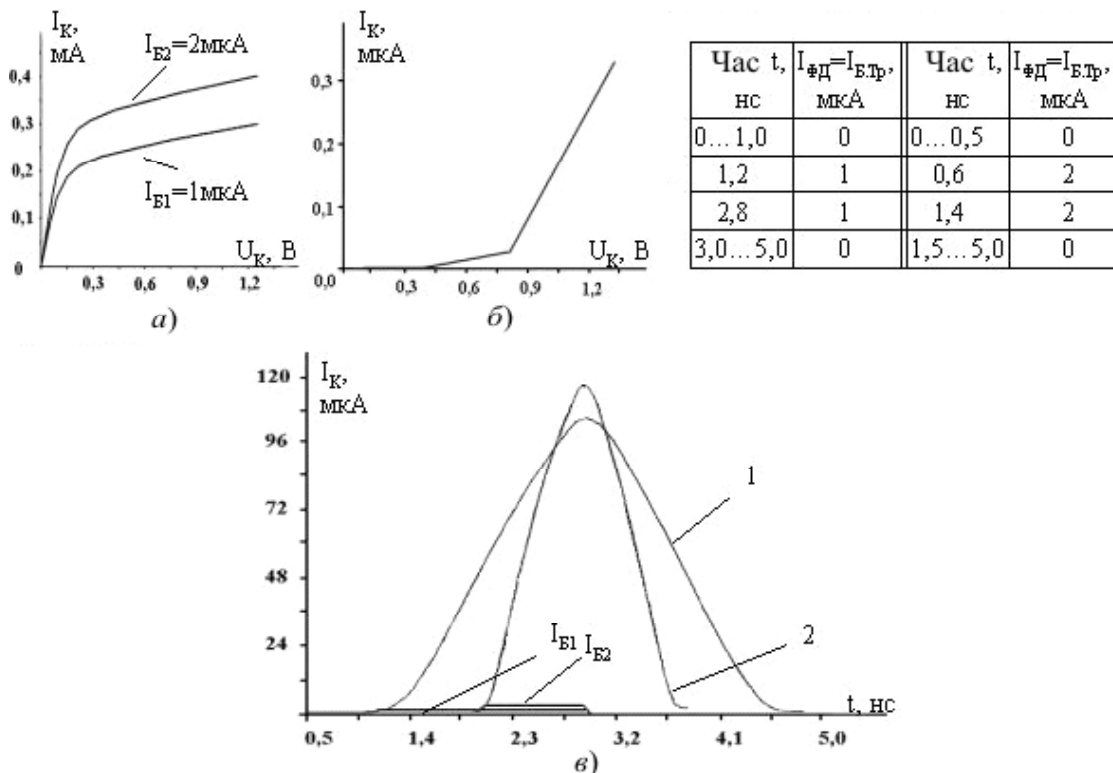 I_К,
мА
0,4
0,3
0,2
0,1
0
I_Б2=2мкА
I_Б1=1мкА
U_К, В
0,3 0,6 0,9 1,2
а)
I_К,
мкА
0,3
0,2
0,1
0,0
U_К, В
0,3 0,6 0,9 1,2
б)
Час t, нс I_ФД=I_Б.Тр, мкА Час t, нс I_ФД=I_Б.Тр, мкА
0…1,0 0 0…0,5 0
1,2 1 0,6 2
2,8 1 1,4 2
3,0…5,0 0 1,5…5,0 0
I_К,
мкА
120
96
72
48
24
1
2
I_Б1 I_Б2
t, нс
0,5 1,4 2,3 3,2 4,1 5,0
в)